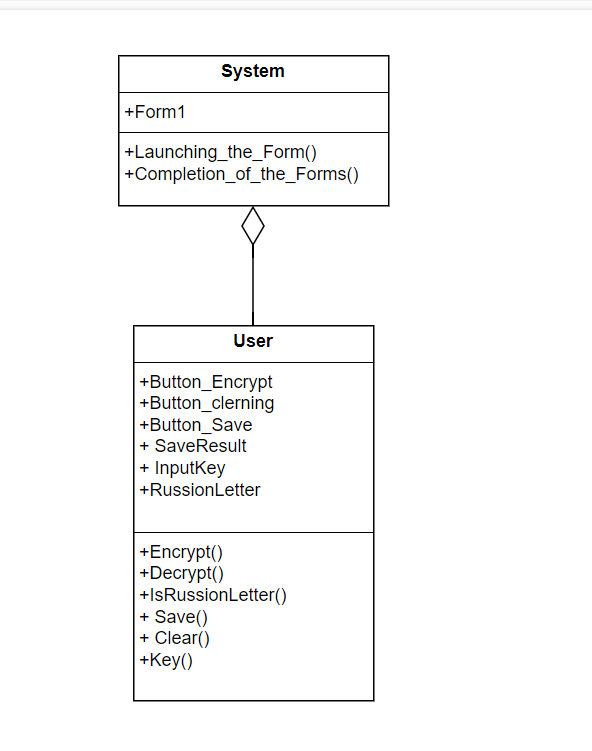 System
+Form1
+Launching_the_Form()
+Completion_of_the_Forms()
User
+Button_Encrypt
+Button_clerning
+Button_Save
+ SaveResult
+ InputKey
+RussionLetter
+Encrypt()
+Decrypt()
+IsRussionLetter()
+ Save()
+ Clear()
+Key()